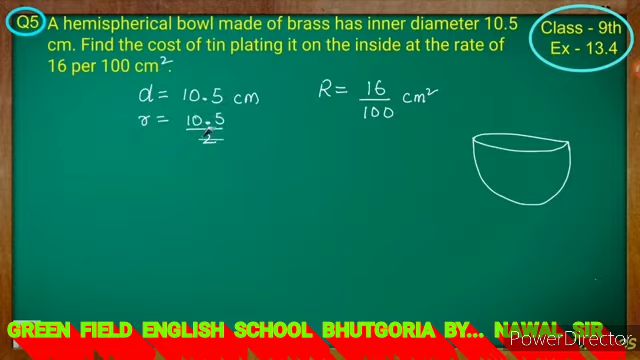 Q5 A hemispherical bowl made of brass has inner diameter 10.5
cm. Find the cost of tin plating it on the inside at the rate of
16 per 100 cm².
Class - 9th
Ex - 13.4
d = 10.5 cm
r = 10.5
2
R = 16
100 cm²
GREEN FIELD ENGLISH SCHOOL BHUTGORIA BY... NAWAL SIR
PowerDirector